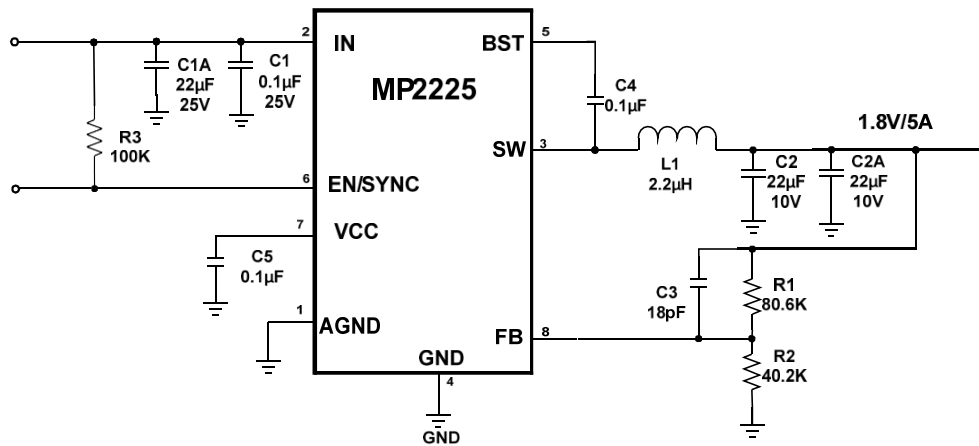 2
IN
C1A
22µF
25V
C1
0.1µF
25V
MP2225
BST
5
C4
0.1µF
1.8V/5A
R3
100K
SW
3
L1
2.2µH
C2
22µF
10V
C2A
22µF
10V
6
EN/SYNC
7
VCC
C5
0.1µF
C3
18pF
R1
80.6K
1
AGND
FB
8
R2
40.2K
GND
4
GND